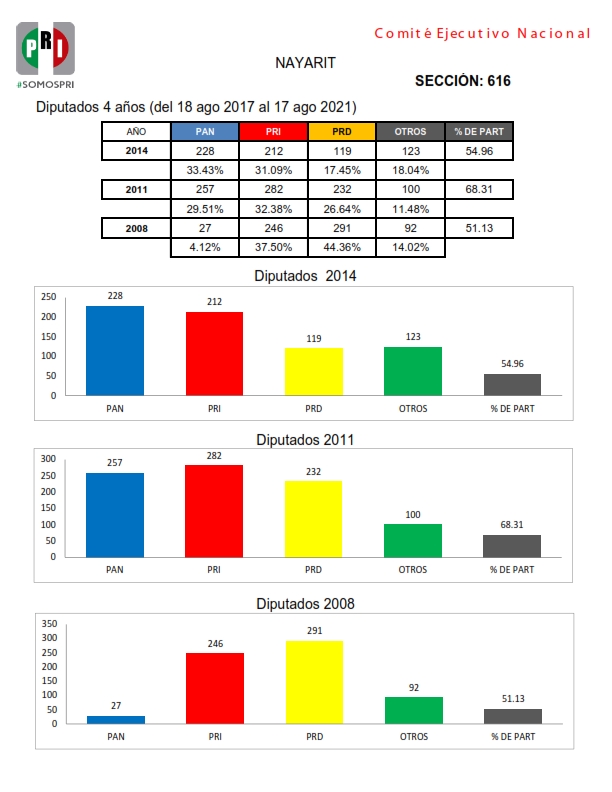 Comité Ejecutivo Nacional
PRI
#SOMOSPRI
NAYARIT
SECCIÓN: 616
Diputados 4 años (del 18 ago 2017 al 17 ago 2021)
AÑO PAN PRI PRD OTROS % DE PART
2014 228 212 119 123 54.96
33.43% 31.09% 17.45% 18.04%
2011 257 282 232 100 68.31
29.51% 32.38% 26.64% 11.48%
2008 27 246 291 92 51.13
4.12% 37.50% 44.36% 14.02%
Diputados 2014
250
200
150
100
50
0
228 212 119 123 54.96
PAN PRI PRD OTROS % DE PART
Diputados 2011
300
250
200
150
100
50
0
257 282 232 100 68.31
PAN PRI PRD OTROS % DE PART
Diputados 2008
350
300
250
200
150
100
50
0
27 246 291 92 51.13
PAN PRI PRD OTROS % DE PART